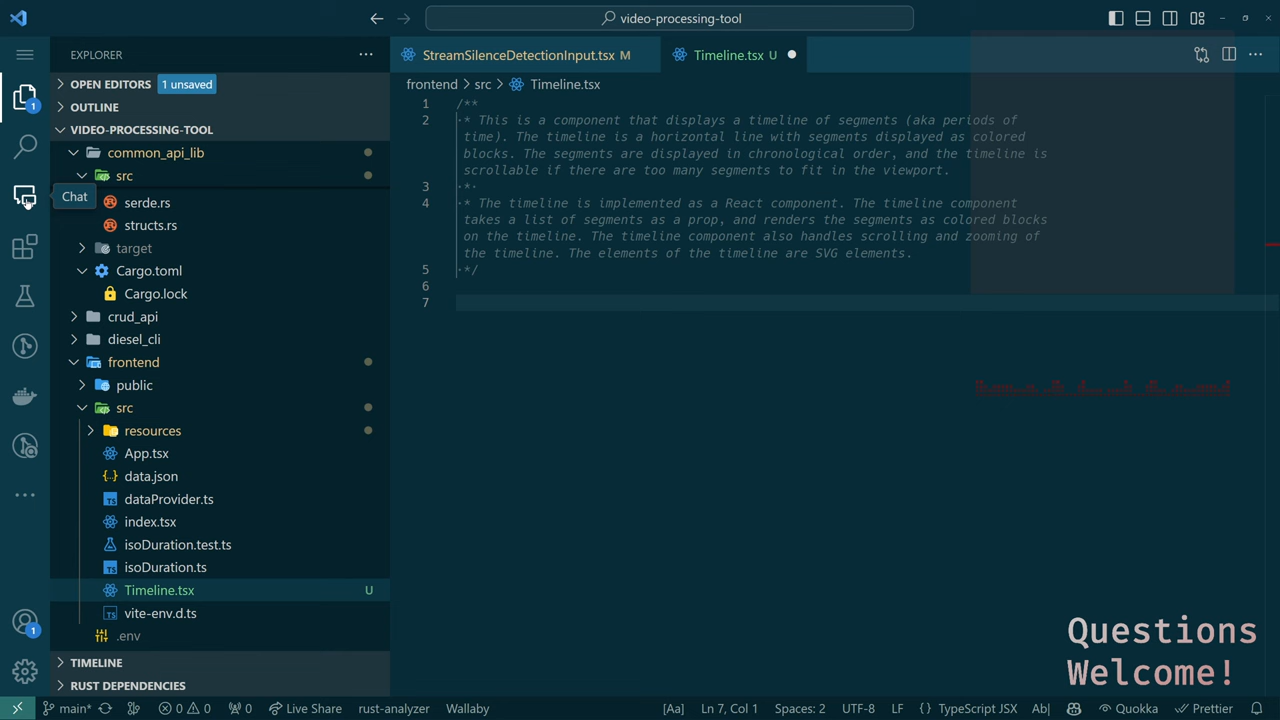 video-processing-tool
EXPLORER
OPEN EDITORS 1 unsaved
OUTLINE
VIDEO-PROCESSING-TOOL
common_api_lib
src
serde.rs
structs.rs
target
Cargo.toml
Cargo.lock
crud_api
diesel_cli
frontend
public
src
resources
App.tsx
{..} data.json
TS dataProvider.ts
index.tsx
isoDuration.test.ts
TS isoDuration.ts
Timeline.tsx U
TS vite-env.d.ts
.env
TIMELINE
RUST DEPENDENCIES
1
Chat
1
StreamSilenceDetectionInput.tsx M
Timeline.tsx U
frontend > src > Timeline.tsx
1 /**
2 * This is a component that displays a timeline of segments (aka periods of
time). The timeline is a horizontal line with segments displayed as colored
blocks. The segments are displayed in chronological order, and the timeline is
scrollable if there are too many segments to fit in the viewport.
3 *
4 * The timeline is implemented as a React component. The timeline component
takes a list of segments as a prop, and renders the segments as colored blocks
on the timeline. The timeline component also handles scrolling and zooming of
the timeline. The elements of the timeline are SVG elements.
5 */
6
7
Questions
Welcome!
main* 0 0 0 Live Share rust-analyzer Wallaby [Aa] Ln 7, Col 1 Spaces: 2 UTF-8 LF {} TypeScript JSX Ab| Quokka Prettier